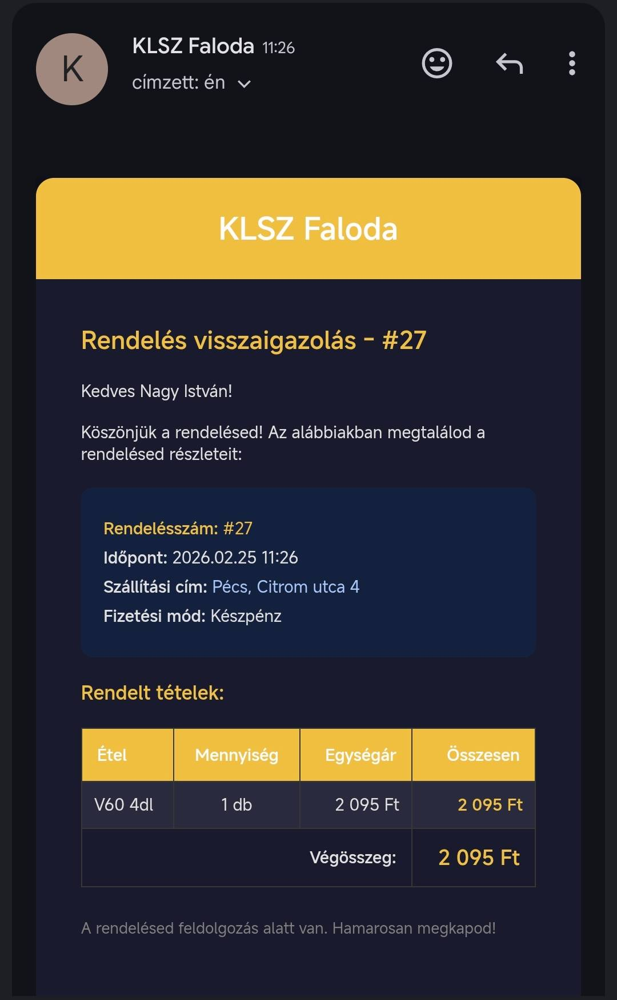 K
KLSZ Faloda 11:26
címzett: én
KLSZ Faloda
Rendelés visszaigazolás - #27
Kedves Nagy István!
Köszönjük a rendelésed! Az alábbiakban megtalálod a
rendelésed részleteit:
Rendelésszám: #27
Időpont: 2026.02.25 11:26
Szállítási cím: Pécs, Citrom utca 4
Fizetési mód: Készpénz
Rendelt tételek:
Étel Mennyiség Egységár Összesen
V60 4dl 1 db 2 095 Ft 2 095 Ft
Végösszeg: 2 095 Ft
A rendelésed feldolgozás alatt van. Hamarosan megkapod!